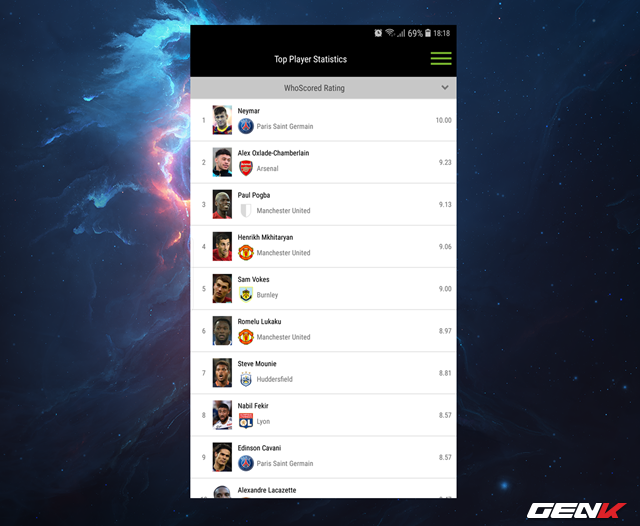 69% 18:18
Top Player Statistics
WhoScored Rating
1 Neymar
Paris Saint Germain 10.00
2 Alex Oxlade-Chamberlain
Arsenal 9.23
3 Paul Pogba
Manchester United 9.13
4 Henrikh Mkhitaryan
Manchester United 9.06
5 Sam Vokes
Burnley 9.00
6 Romelu Lukaku
Manchester United 8.97
7 Steve Mounie
Huddersfield 8.81
8 Nabil Fekir
Lyon 8.57
9 Edinson Cavani
Paris Saint Germain 8.57
Alexandre Lacazette
GENK